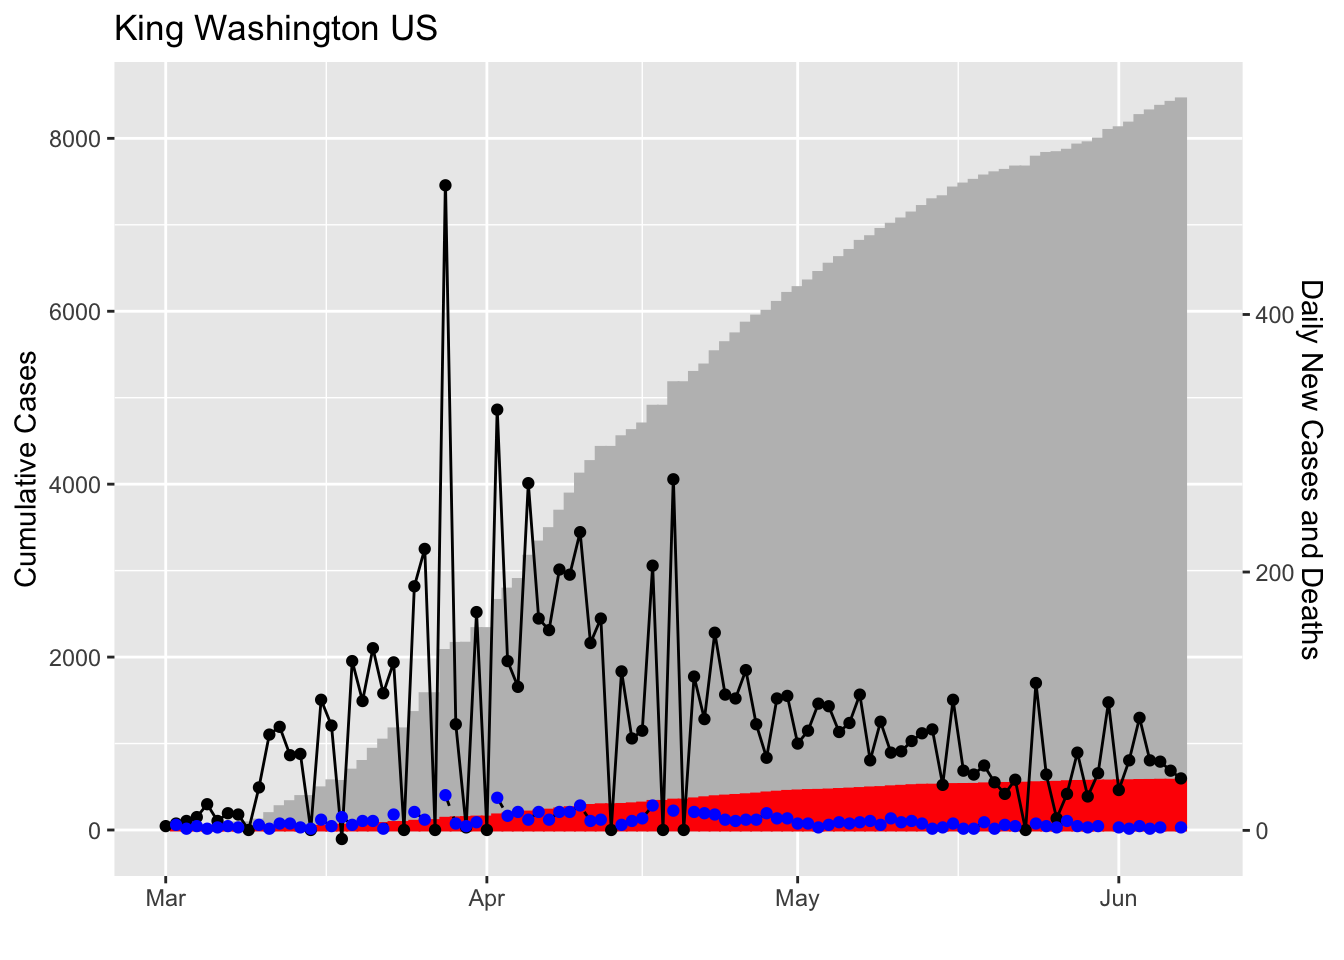 King Washington US
8000
6000
4000
2000
0
Cumulative Cases
400
200
0
Daily New Cases and Deaths
Mar
Apr
May
Jun